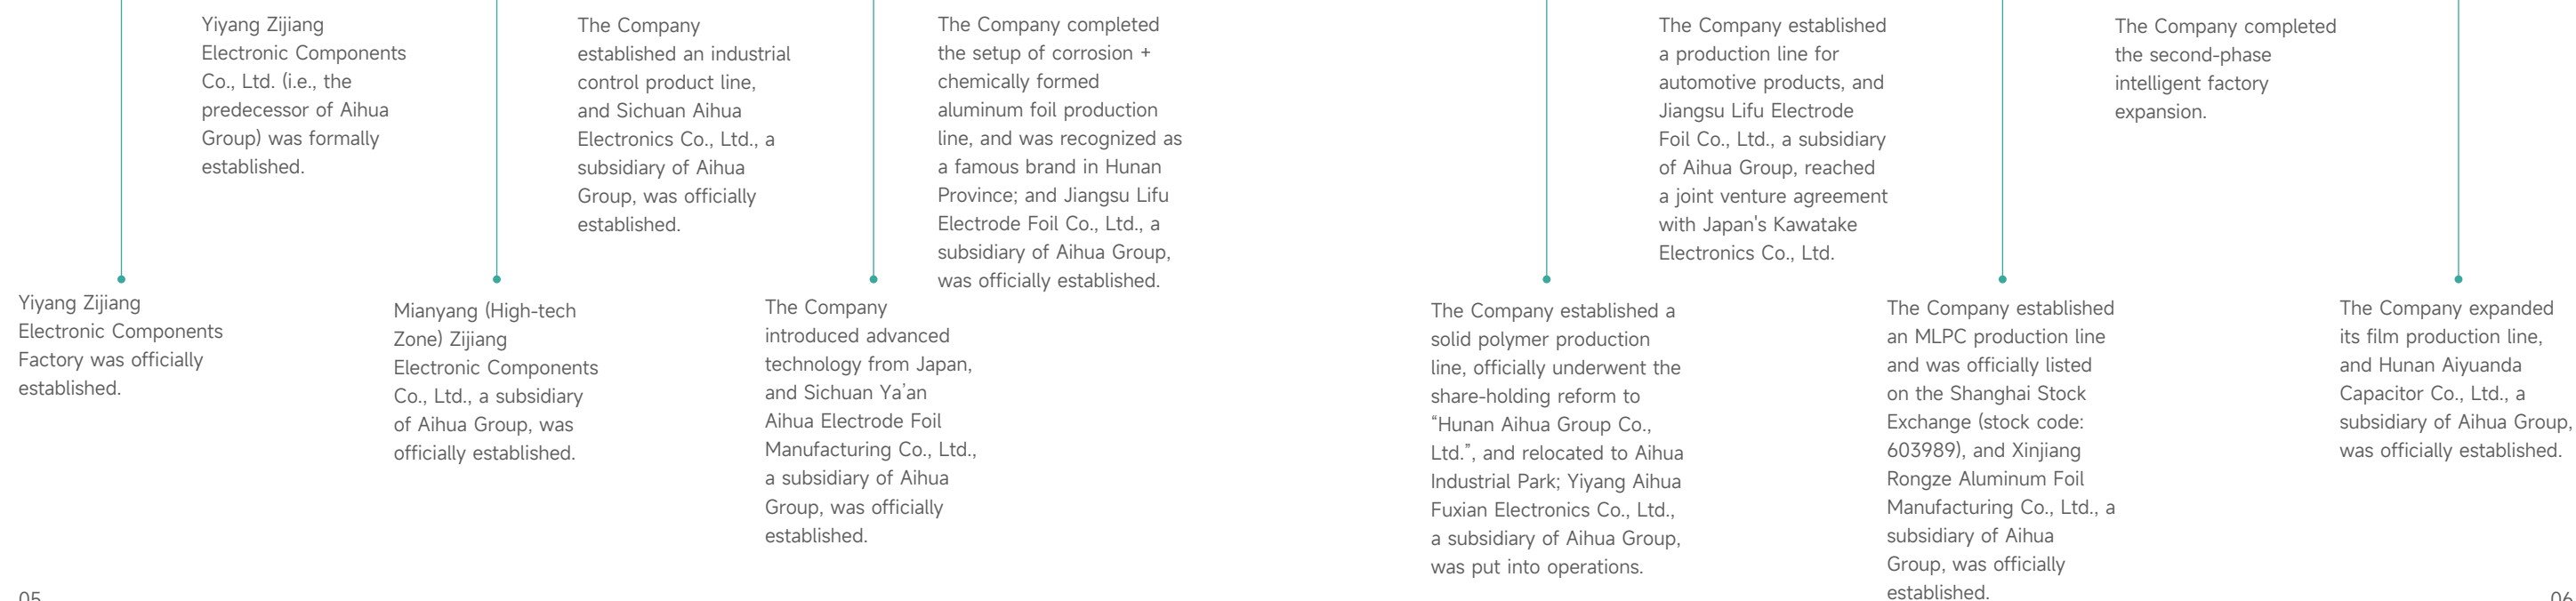 Yiyang Zijiang
Electronic Components
Factory was officially
established.
Yiyang Zijiang
Electronic Components
Co., Ltd. (i.e., the
predecessor of Aihua
Group) was formally
established.
Mianyang (High-tech
Zone) Zijiang
Electronic Components
Co., Ltd., a subsidiary
of Aihua Group, was
officially established.
The Company
established an industrial
control product line,
and Sichuan Aihua
Electronics Co., Ltd., a
subsidiary of Aihua
Group, was officially
established.
The Company
introduced advanced
technology from Japan,
and Sichuan Ya’an
Aihua Electrode Foil
Manufacturing Co., Ltd.,
a subsidiary of Aihua
Group, was officially
established.
The Company completed
the setup of corrosion +
chemically formed
aluminum foil production
line, and was recognized as
a famous brand in Hunan
Province; and Jiangsu Lifu
Electrode Foil Co., Ltd., a
subsidiary of Aihua Group,
was officially established.
The Company established a
solid polymer production
line, officially underwent the
share-holding reform to
“Hunan Aihua Group Co.,
Ltd.”, and relocated to Aihua
Industrial Park; Yiyang Aihua
Fuxian Electronics Co., Ltd.,
a subsidiary of Aihua Group,
was put into operations.
The Company established
a production line for
automotive products, and
Jiangsu Lifu Electrode
Foil Co., Ltd., a subsidiary
of Aihua Group, reached
a joint venture agreement
with Japan's Kawatake
Electronics Co., Ltd.
The Company established
an MLPC production line
and was officially listed
on the Shanghai Stock
Exchange (stock code:
603989), and Xinjiang
Rongze Aluminum Foil
Manufacturing Co., Ltd., a
subsidiary of Aihua
Group, was officially
established.
The Company completed
the second-phase
intelligent factory
expansion.
The Company expanded
its film production line,
and Hunan Aiyuanda
Capacitor Co., Ltd., a
subsidiary of Aihua Group,
was officially established.
05
06